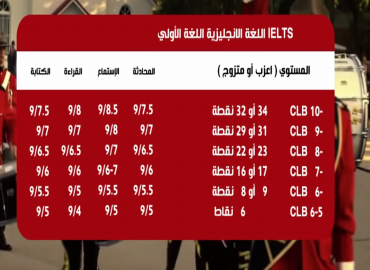 IELTS اللغة الانجليزية اللغة الأولي
المستوي ( اعزب أو متزوج ) المحادثة الإستماع القراءة الكتابة
CLB 10- 34 أو 32 نقطة 9/7.5 9/8.5 9/8 9/7.5
CLB 9- 31 أو 29 نقطة 9/7 9/8 9/7 9/7
CLB 8- 23 أو 22 نقطة 9/6.5 9/7 9/6.5 9/6.5
CLB 7- 17 أو 16 نقطة 9/6 9/6-7 9/6 9/6
CLB 6- 9 أو 8 نقطة 9/5.5 9/5.5 9/5 9/5.5
CLB 6-5 6 نقاط 9/5 9/5 9/4 9/5